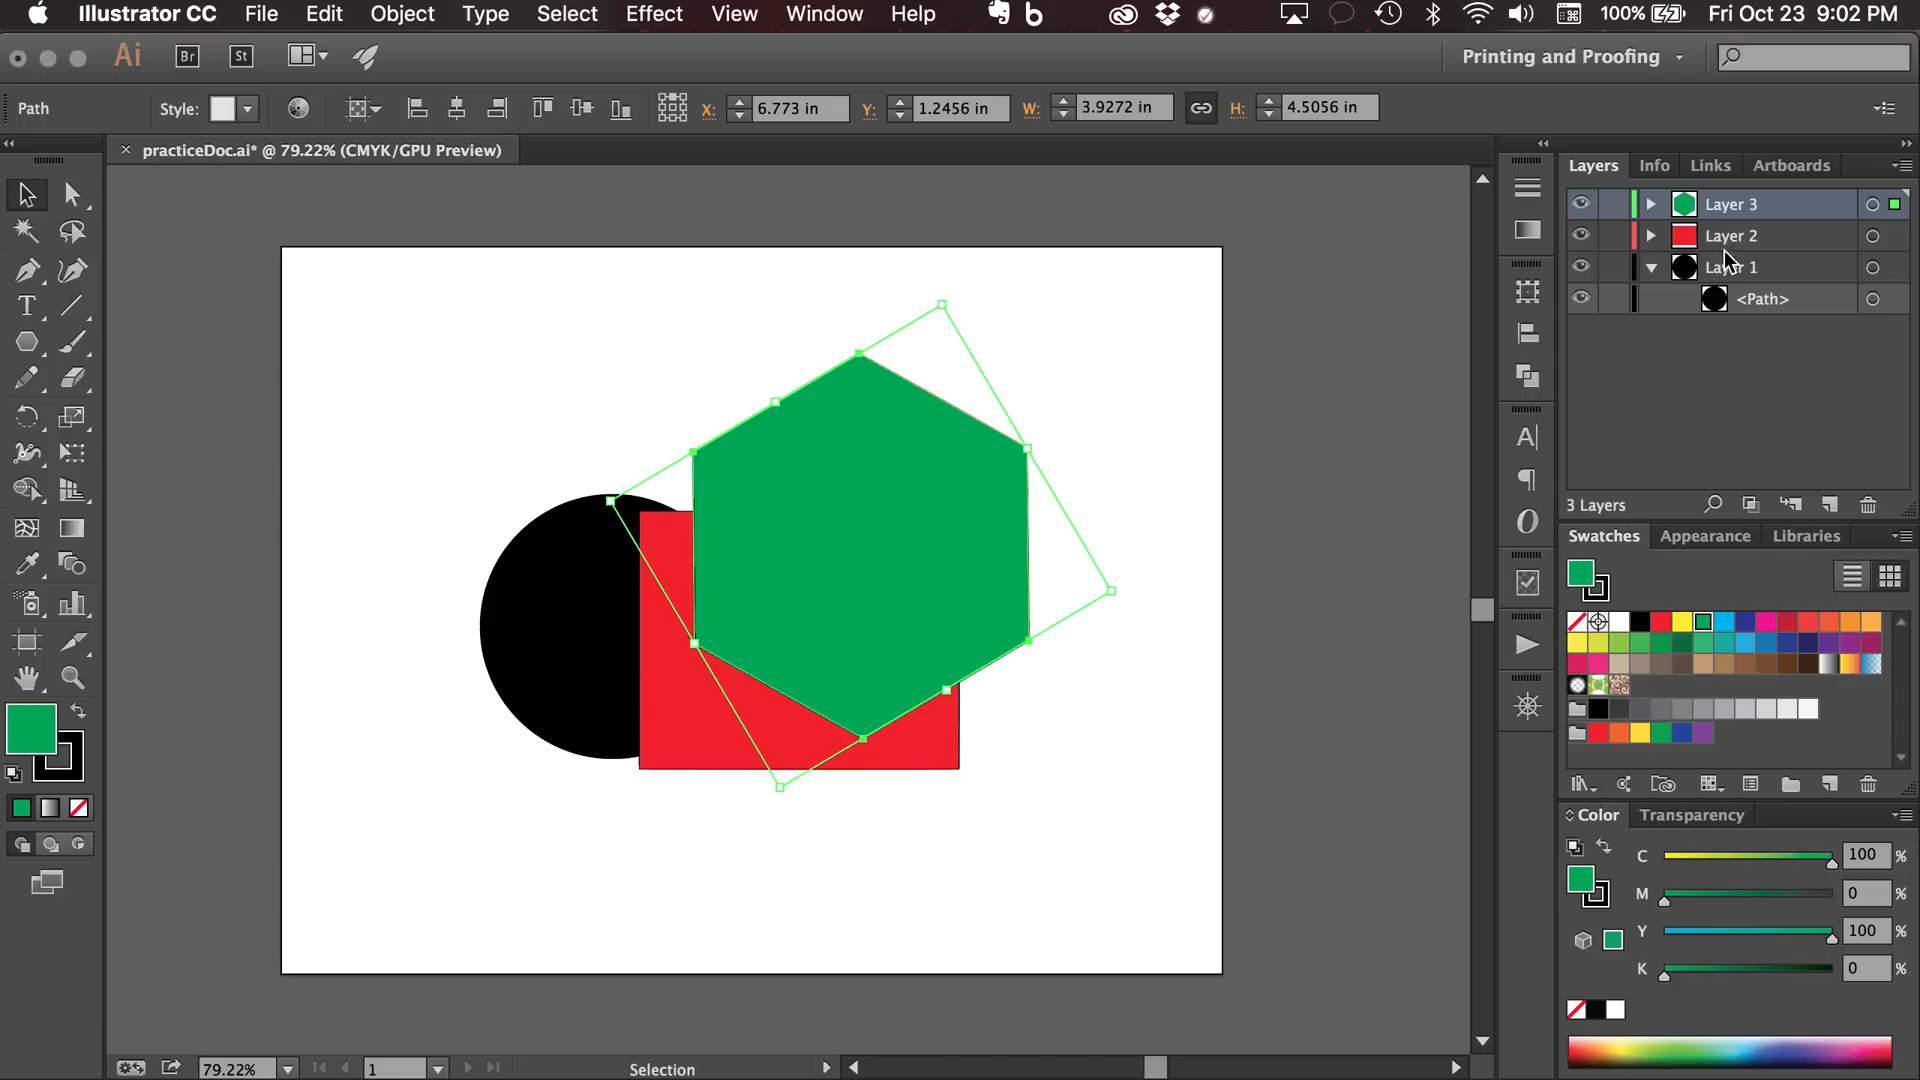 Illustrator CC File Edit Object Type Select Effect View Window Help 100% Fri Oct 23 9:02 PM
Ai Br St Printing and Proofing
Path Style: X: 6.773 in Y: 1.2456 in W: 3.9272 in H: 4.5056 in
× practiceDoc.ai* @ 79.22% (CMYK/GPU Preview)
Layers Info Links Artboards
Layer 3
Layer 2
Layer 1
<Path>
3 Layers
Swatches Appearance Libraries
Color Transparency
C 100 %
M 0 %
Y 100 %
K 0 %
79.22% 1 Selection